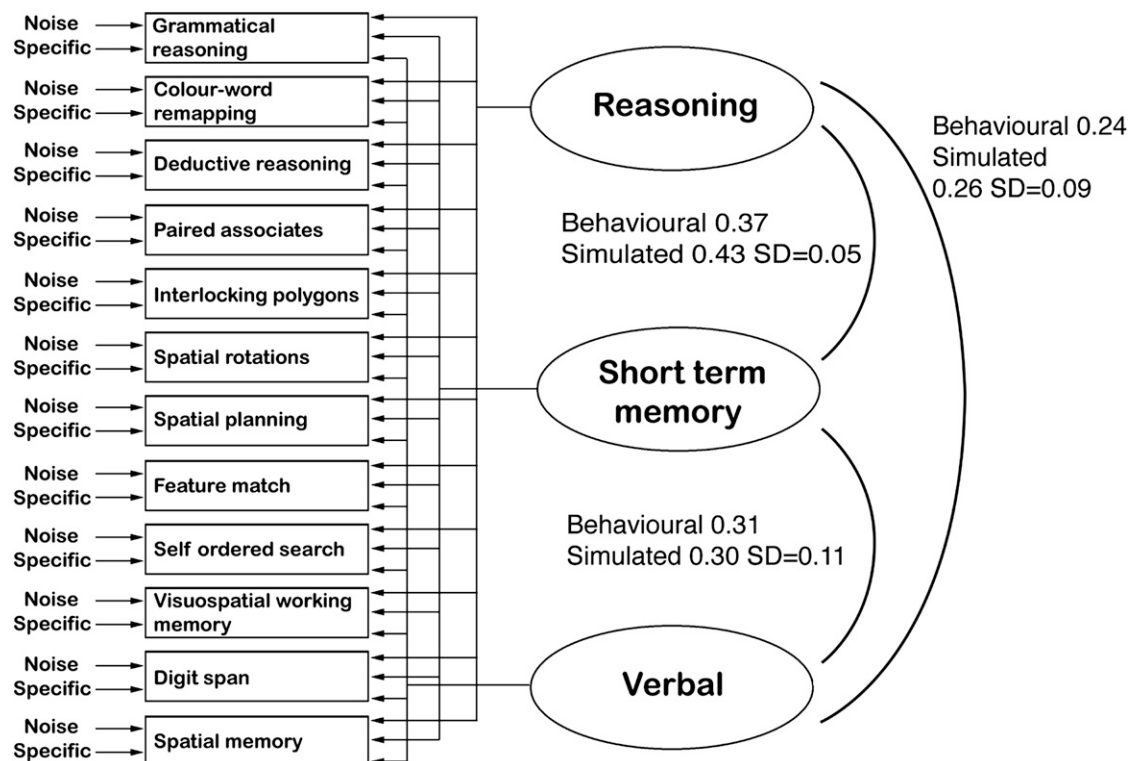 Noise
Specific
Grammatical
reasoning
Noise
Specific
Colour-word
remapping
Noise
Specific
Deductive reasoning
Noise
Specific
Paired associates
Noise
Specific
Interlocking polygons
Noise
Specific
Spatial rotations
Noise
Specific
Spatial planning
Noise
Specific
Feature match
Noise
Specific
Self ordered search
Noise
Specific
Visuospatial working
memory
Noise
Specific
Digit span
Noise
Specific
Spatial memory
Reasoning
Short term
memory
Verbal
Behavioural 0.37
Simulated 0.43 SD=0.05
Behavioural 0.31
Simulated 0.30 SD=0.11
Behavioural 0.24
Simulated
0.26 SD=0.09